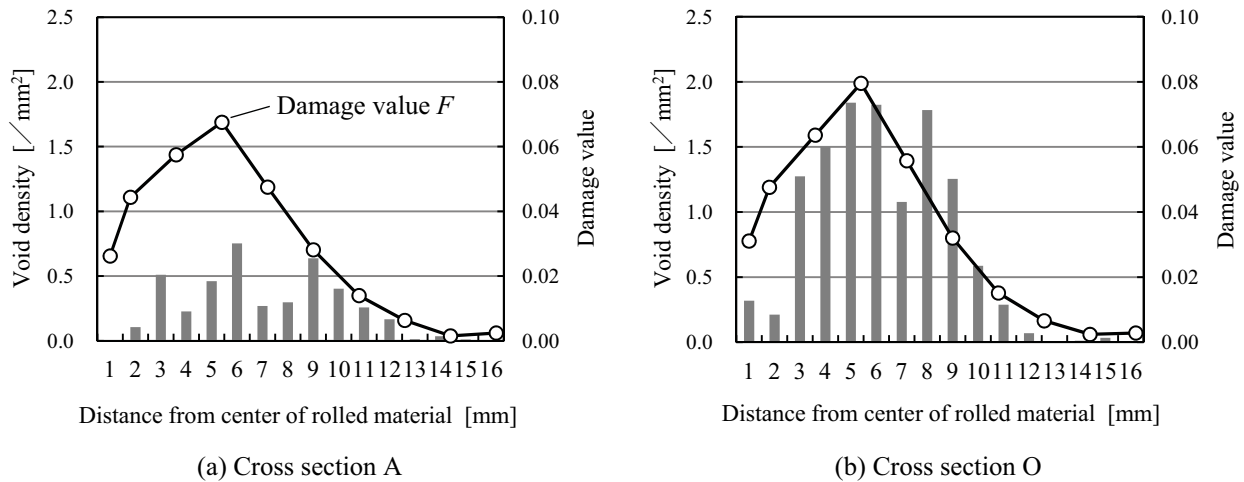 2.5
2.0
1.5
1.0
0.5
0.0
Void density [／mm²]
Damage value F
0.10
0.08
0.06
0.04
0.02
0.00
Damage value
1 2 3 4 5 6 7 8 9 10 11 12 13 14 15 16
Distance from center of rolled material [mm]
(a) Cross section A
2.5
2.0
1.5
1.0
0.5
0.0
Void density [／mm²]
0.10
0.08
0.06
0.04
0.02
0.00
Damage value
1 2 3 4 5 6 7 8 9 10 11 12 13 14 15 16
Distance from center of rolled material [mm]
(b) Cross section O